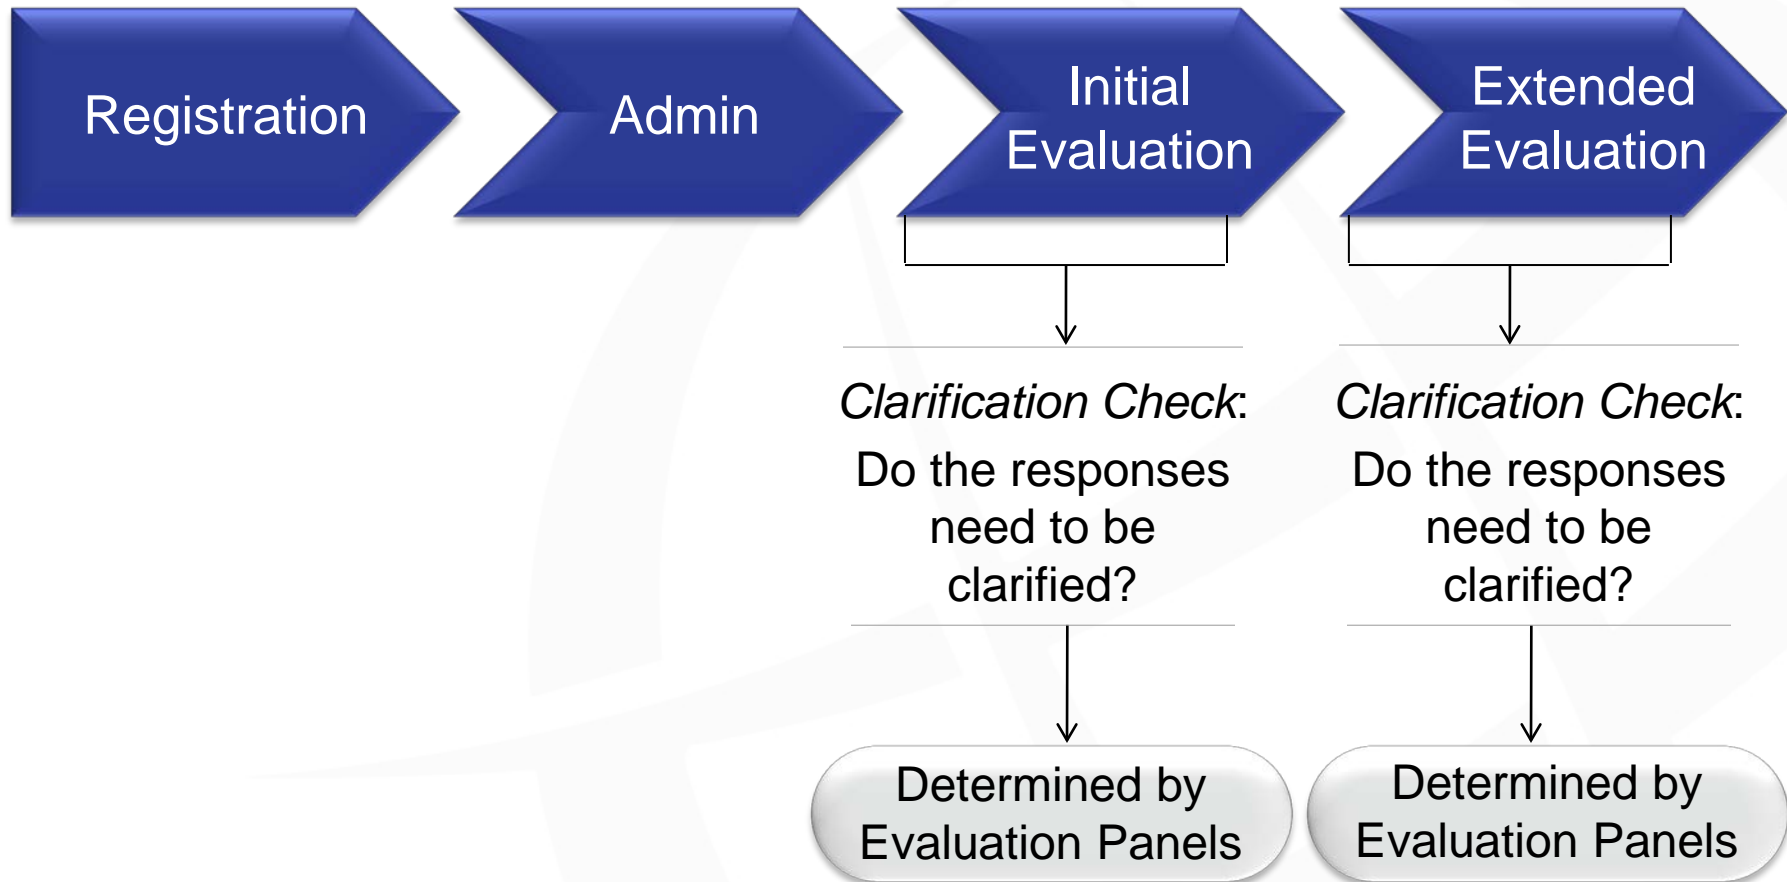 Registration
Admin
Initial
Evaluation
Extended
Evaluation
Clarification Check:
Do the responses
need to be
clarified?
Clarification Check:
Do the responses
need to be
clarified?
Determined by
Evaluation Panels
Determined by
Evaluation Panels